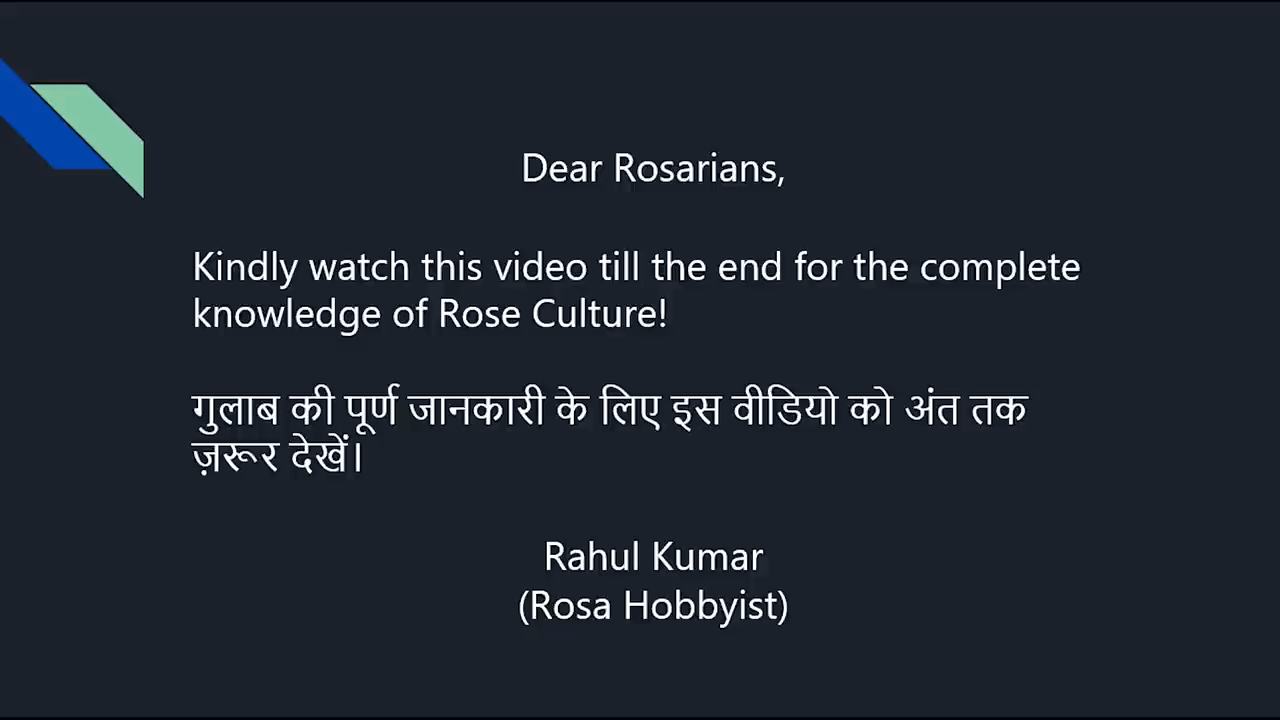 Dear Rosarians,
Kindly watch this video till the end for the complete
knowledge of Rose Culture!
गुलाब की पूर्ण जानकारी के लिए इस वीडियो को अंत तक
ज़रूर देखें।
Rahul Kumar
(Rosa Hobbyist)